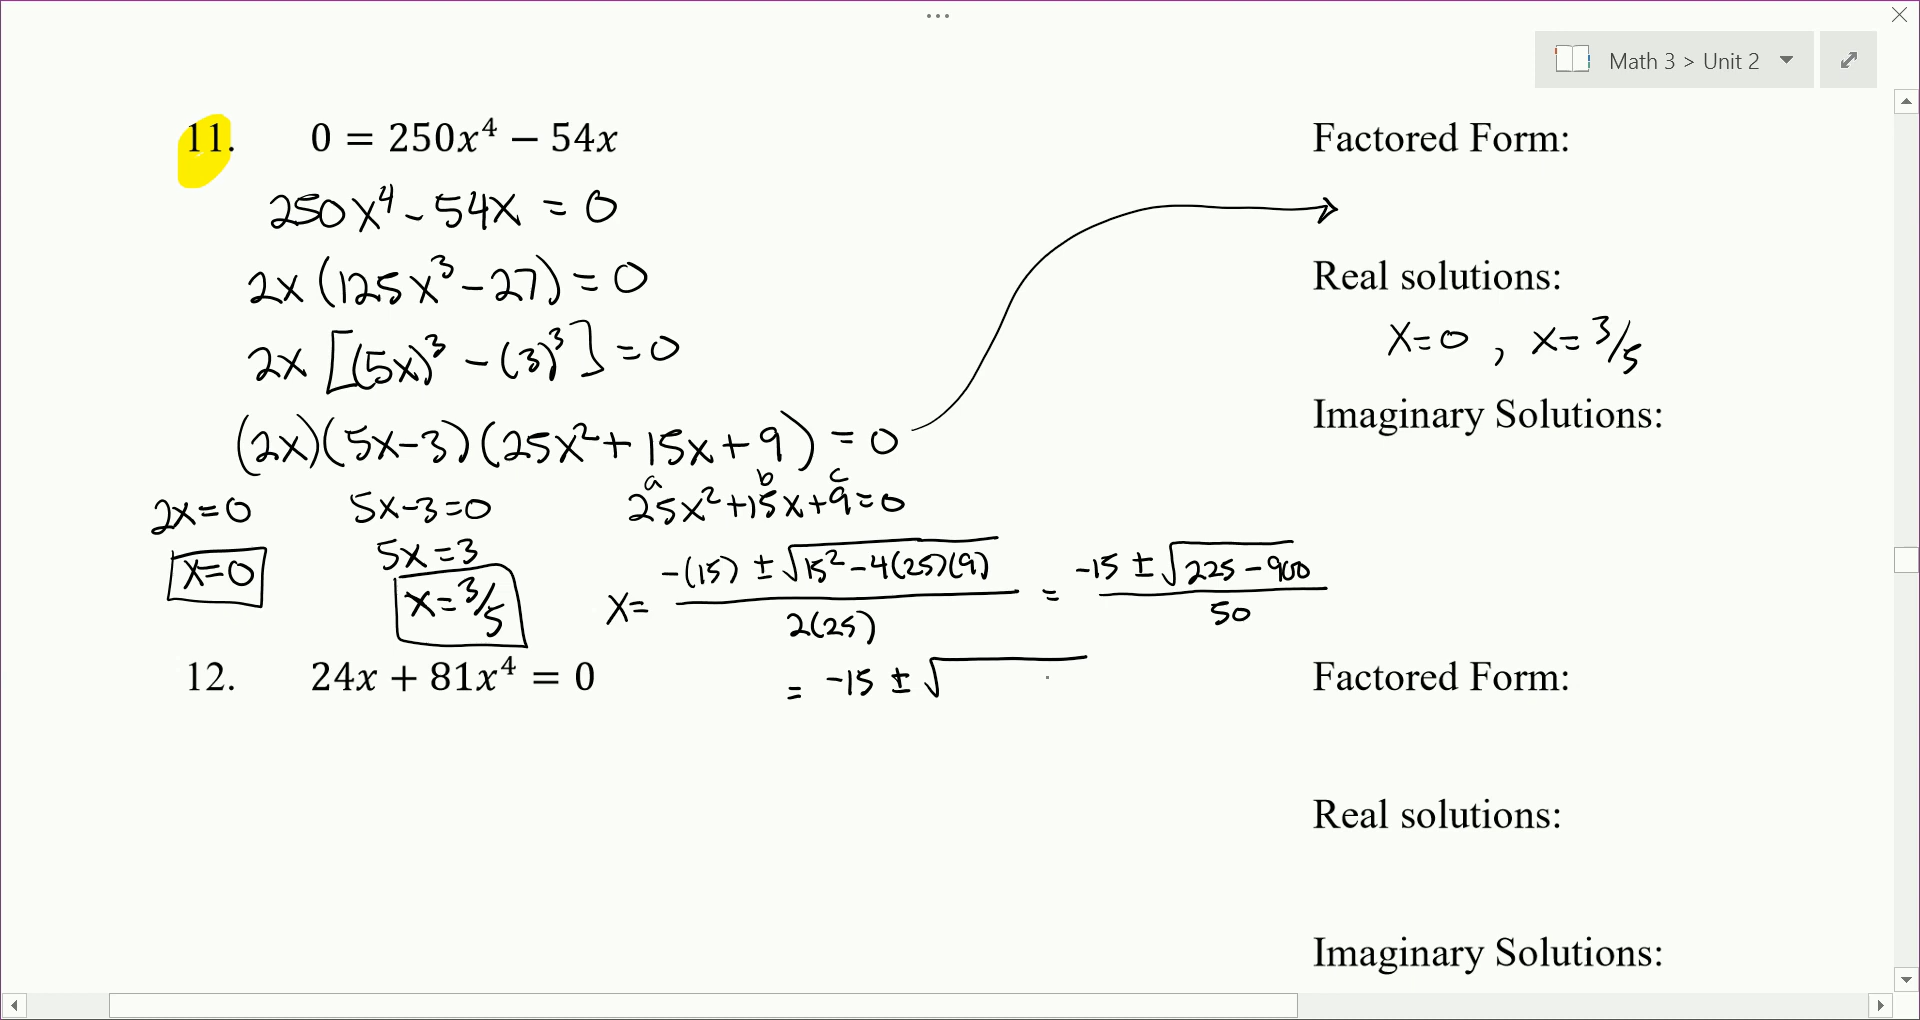 Math 3 > Unit 2
11. 0 = 250x⁴ − 54x
250x⁴ - 54x = 0
2x (125x³ - 27) = 0
2x [(5x)³ - (3)³] = 0
(2x)(5x-3)(25x²+15x+9) = 0
2x=0
x=0
5x-3=0
5x=3
x=3/5
a b c
25x²+15x+9=0
x= (-(15) ± √(15²-4(25)(9)))/(2(25)) = (-15 ± √(225-900))/50
= -15 ± √
Factored Form:
Real solutions:
x=0 , x=3/5
Imaginary Solutions:
12. 24x + 81x⁴ = 0
Factored Form:
Real solutions:
Imaginary Solutions: